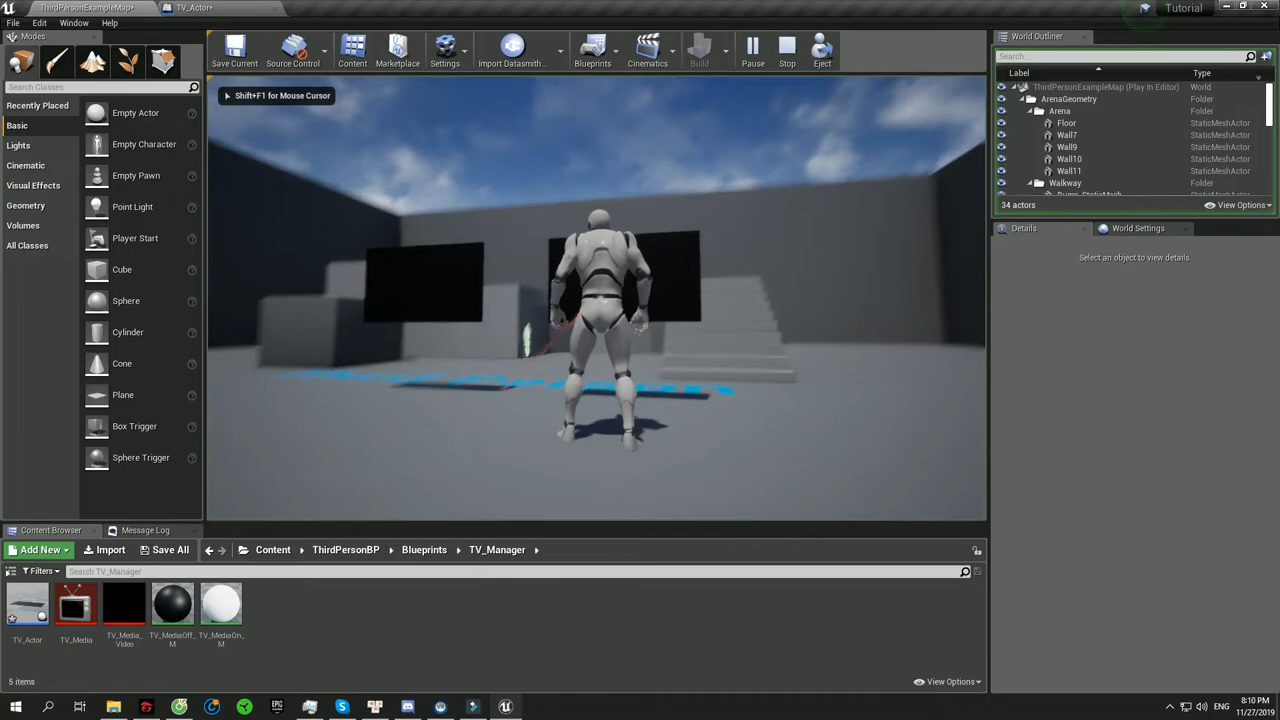 ThirdPersonExampleMap*
TV_Actor*
Tutorial
File Edit Window Help
Modes
World Outliner
Save Current
Source Control
Content
Marketplace
Settings
Import Datasmith...
Blueprints
Cinematics
Build
Pause
Stop
Eject
Search Classes
Search...
Label
Type
Shift+F1 for Mouse Cursor
Recently Placed
Basic
Lights
Cinematic
Visual Effects
Geometry
Volumes
All Classes
Empty Actor
Empty Character
Empty Pawn
Point Light
Player Start
Cube
Sphere
Cylinder
Cone
Plane
Box Trigger
Sphere Trigger
ThirdPersonExampleMap (Play In Editor) World
ArenaGeometry Folder
Arena Folder
Floor StaticMeshActor
Wall7 StaticMeshActor
Wall9 StaticMeshActor
Wall10 StaticMeshActor
Wall11 StaticMeshActor
Walkway Folder
34 actors
View Options
Details
World Settings
Select an object to view details.
Content Browser
Message Log
Add New
Import
Save All
Content
ThirdPersonBP
Blueprints
TV_Manager
Filters
Search TV_Manager
TV_Actor
TV_Media
TV_Media_
Video
TV_MediaOff_
M
TV_MediaOn_
M
5 items
View Options
ENG
8:10 PM
11/27/2019